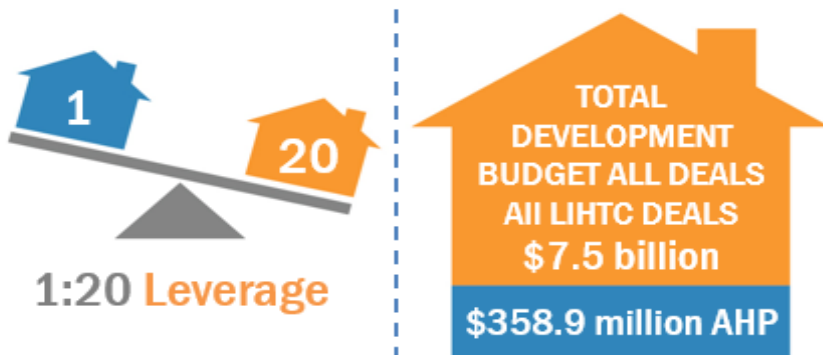 1
20
1:20 Leverage
TOTAL
DEVELOPMENT
BUDGET ALL DEALS
All LIHTC DEALS
$7.5 billion
$358.9 million AHP